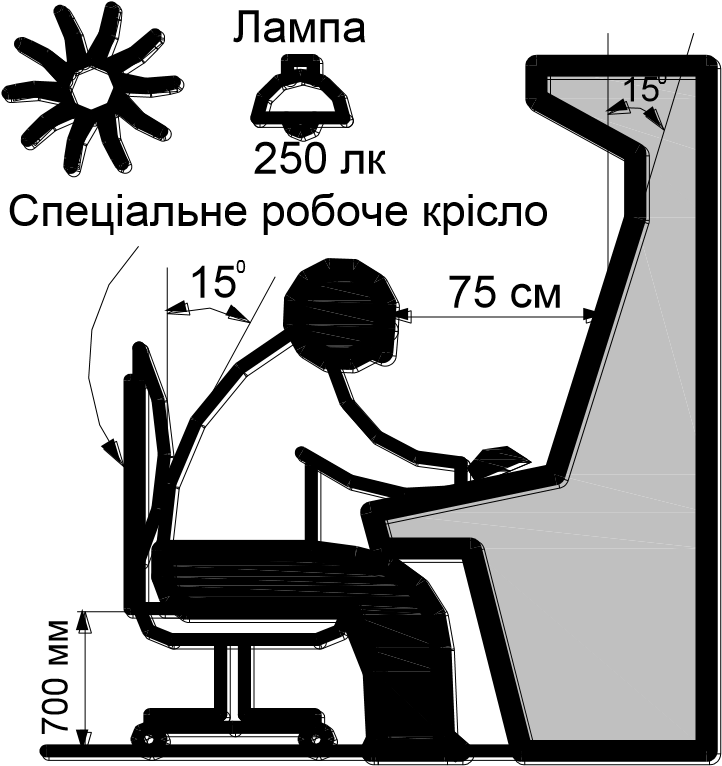 Лампа
250 лк
15⁰
Спеціальне робоче крісло
15⁰
75 см
700 мм